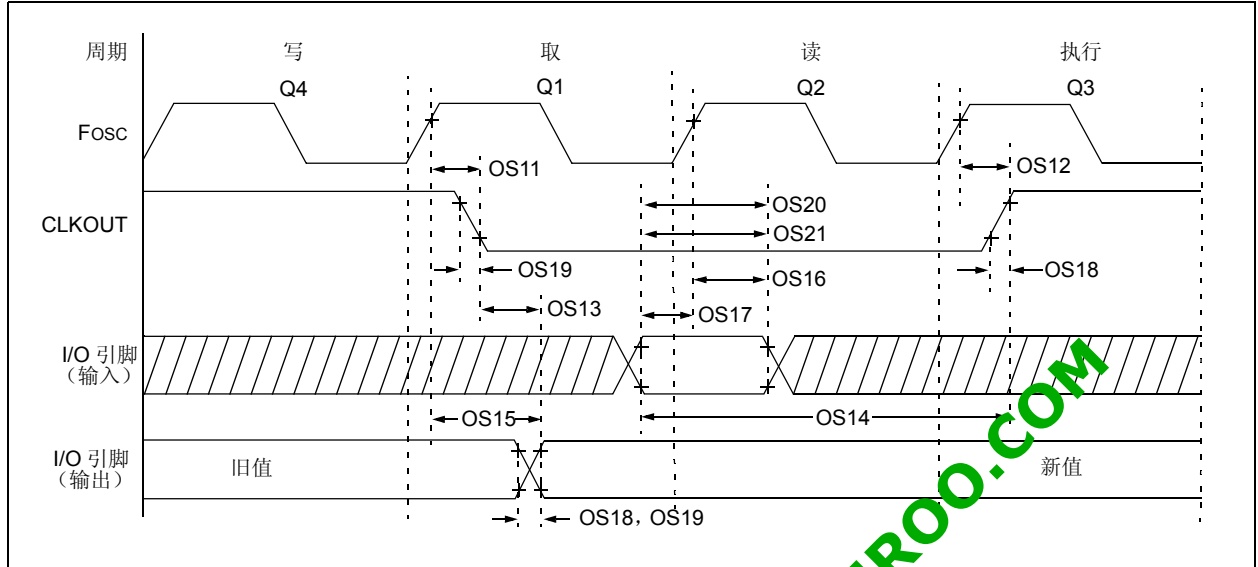 周期 写 取 读 执行
Q4 Q1 Q2 Q3
Fosc
OS11 OS12
CLKOUT
OS20
OS21
OS19 OS16 OS18
OS13 OS17
I/O 引脚
（输入）
OS15 OS14
I/O 引脚
（输出）
旧值 新值
OS18，OS19
ROO.COM